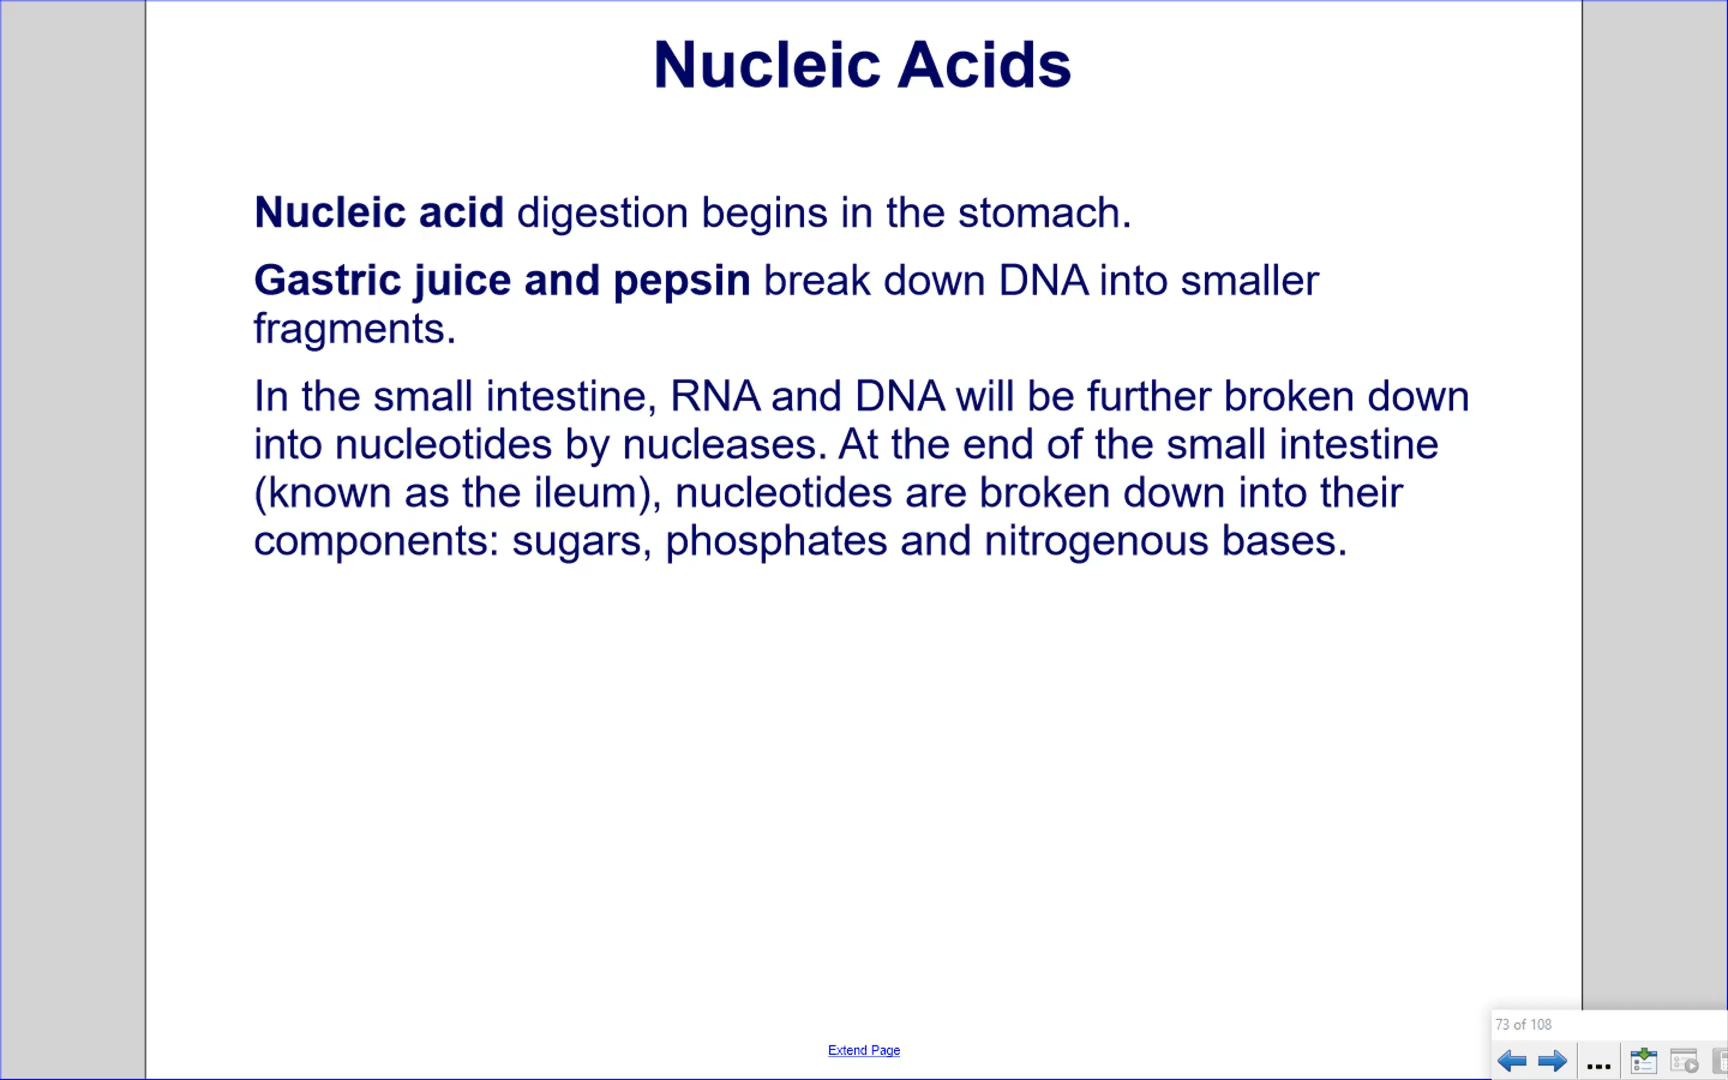 Nucleic Acids
Nucleic acid digestion begins in the stomach.
Gastric juice and pepsin break down DNA into smaller
fragments.
In the small intestine, RNA and DNA will be further broken down
into nucleotides by nucleases. At the end of the small intestine
(known as the ileum), nucleotides are broken down into their
components: sugars, phosphates and nitrogenous bases.
Extend Page
73 of 108
...